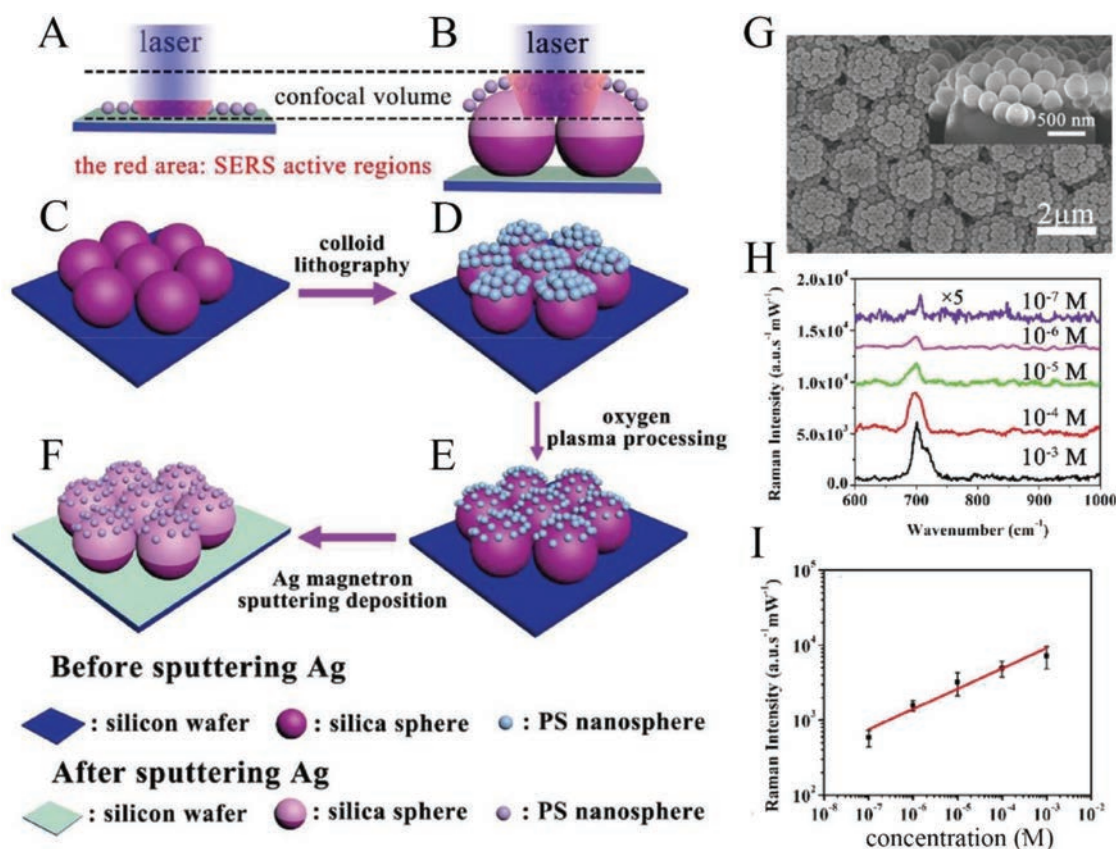 A
laser
B
laser
confocal volume
the red area: SERS active regions
C
colloid
lithography
D
oxygen
plasma processing
F
Ag magnetron
sputtering deposition
E
Before sputtering Ag
: silicon wafer
: silica sphere
: PS nanosphere
After sputtering Ag
: silicon wafer
: silica sphere
: PS nanosphere
G
500 nm
2μm
H
Raman Intensity (a.u.s⁻¹mW⁻¹)
2.0x10⁴
1.5x10⁴
1.0x10⁴
5.0x10³
0.0
×5
10⁻⁷ M
10⁻⁶ M
10⁻⁵ M
10⁻⁴ M
10⁻³ M
600 700 800 900 1000
Wavenumber (cm⁻¹)
I
Raman Intensity (a.u.s⁻¹mW⁻¹)
10⁵
10⁴
10³
10²
10⁻⁸ 10⁻⁷ 10⁻⁶ 10⁻⁵ 10⁻⁴ 10⁻³ 10⁻²
concentration (M)